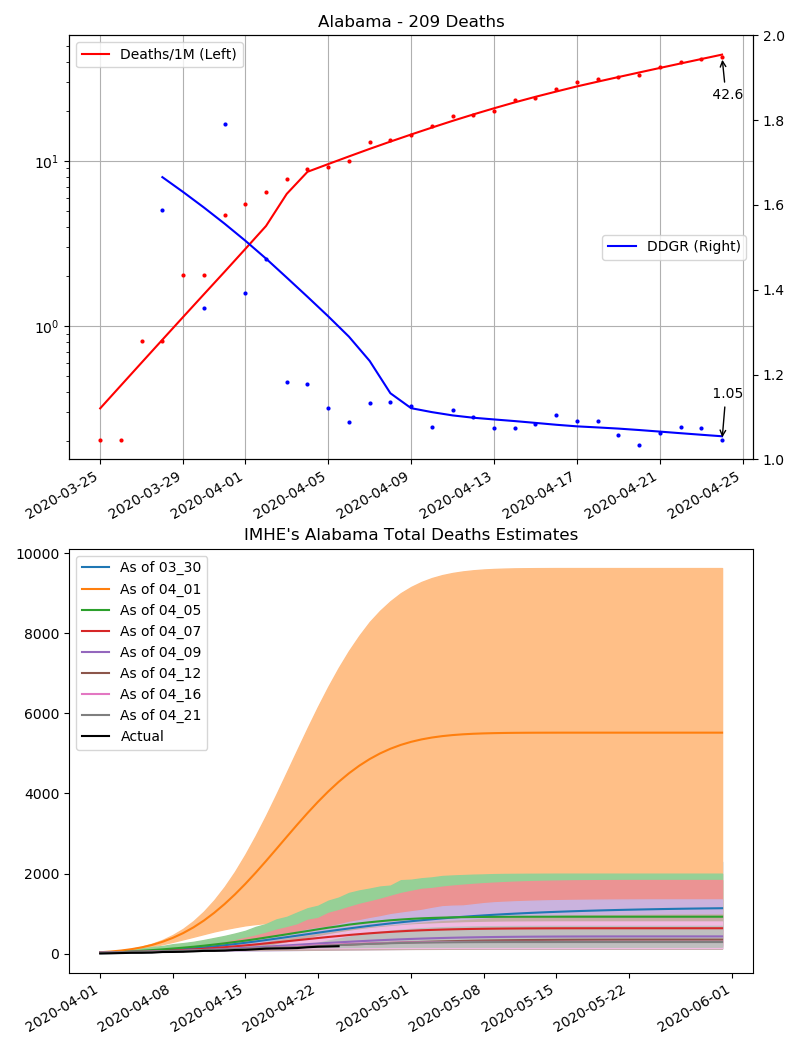 Alabama - 209 Deaths
Deaths/1M (Left)
DDGR (Right)
42.6
1.05
10^1
10^0
2.0
1.8
1.6
1.4
1.2
1.0
2020-03-25
2020-03-29
2020-04-01
2020-04-05
2020-04-09
2020-04-13
2020-04-17
2020-04-21
2020-04-25
IMHE's Alabama Total Deaths Estimates
As of 03_30
As of 04_01
As of 04_05
As of 04_07
As of 04_09
As of 04_12
As of 04_16
As of 04_21
Actual
10000
8000
6000
4000
2000
0
2020-04-01
2020-04-08
2020-04-15
2020-04-22
2020-05-01
2020-05-08
2020-05-15
2020-05-22
2020-06-01